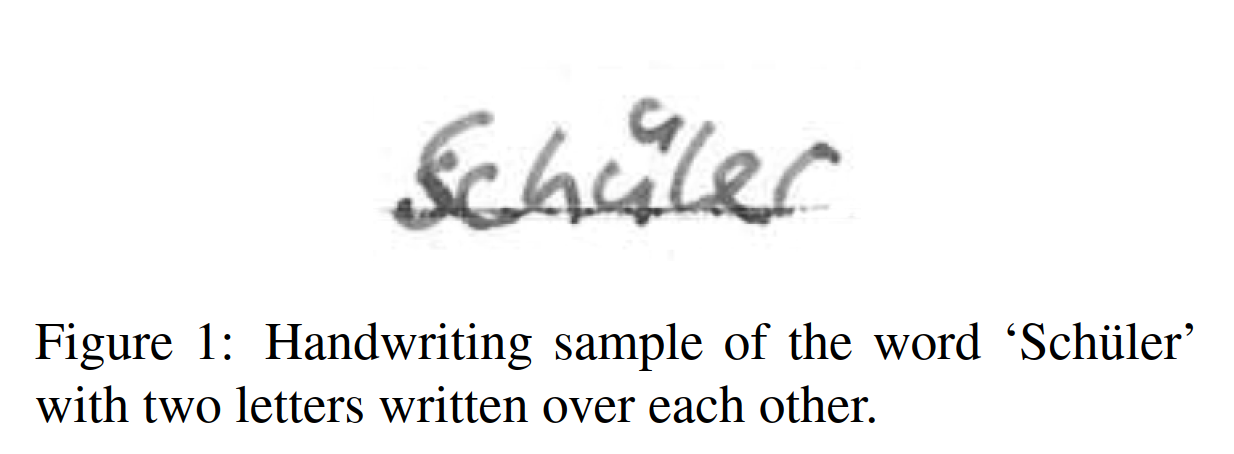 Schüler
Figure 1: Handwriting sample of the word ‘Schüler’
with two letters written over each other.